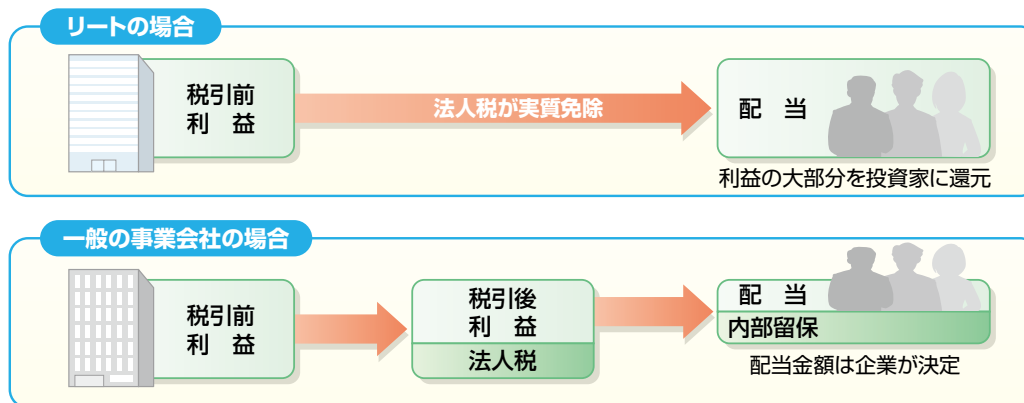 リートの場合
税引前
利 益
法人税が実質免除
配 当
利益の大部分を投資家に還元
一般の事業会社の場合
税引前
利 益
税引後
利 益
法人税
配 当
内部留保
配当金額は企業が決定